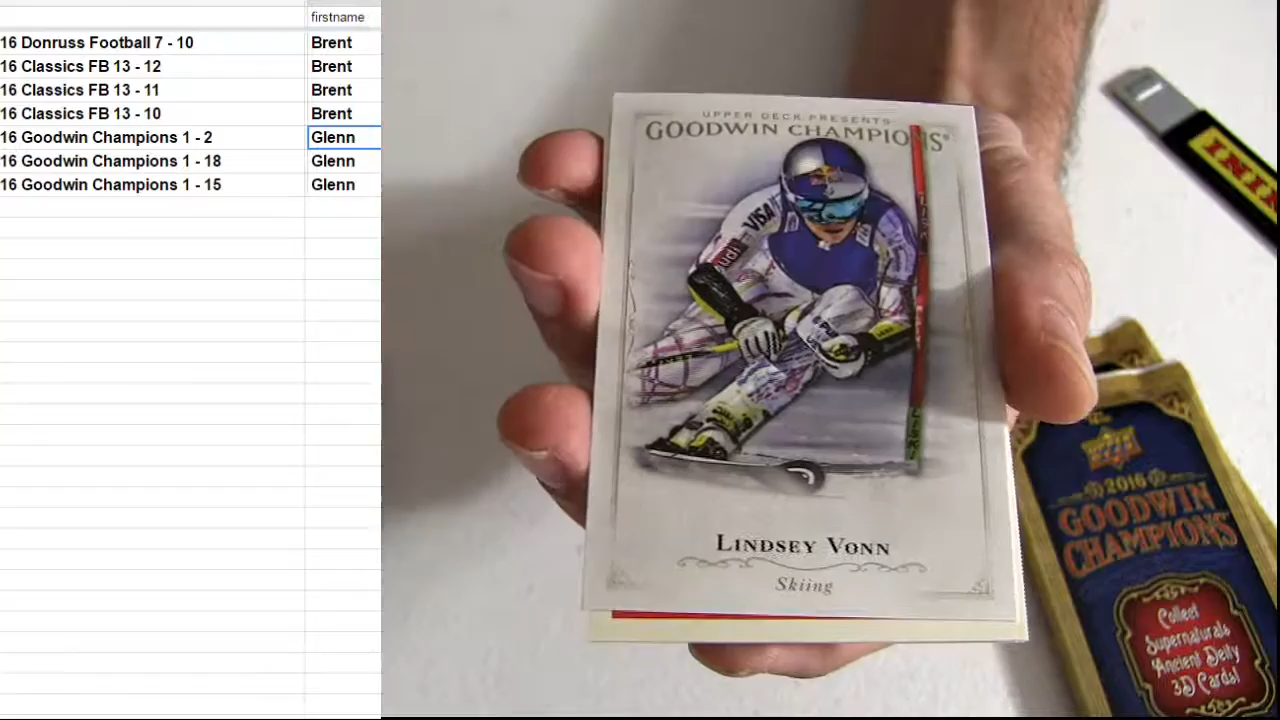 firstname
16 Donruss Football 7 - 10 Brent
16 Classics FB 13 - 12 Brent
16 Classics FB 13 - 11 Brent
16 Classics FB 13 - 10 Brent
16 Goodwin Champions 1 - 2 Glenn
16 Goodwin Champions 1 - 18 Glenn
16 Goodwin Champions 1 - 15 Glenn
UPPER DECK PRESENTS
GOODWIN CHAMPIONS
VISA
Audi
LINDSEY VONN
Skiing
2016
GOODWIN
CHAMPIONS
Collect
Supernaturals
Ancient Deity
3D Cards!